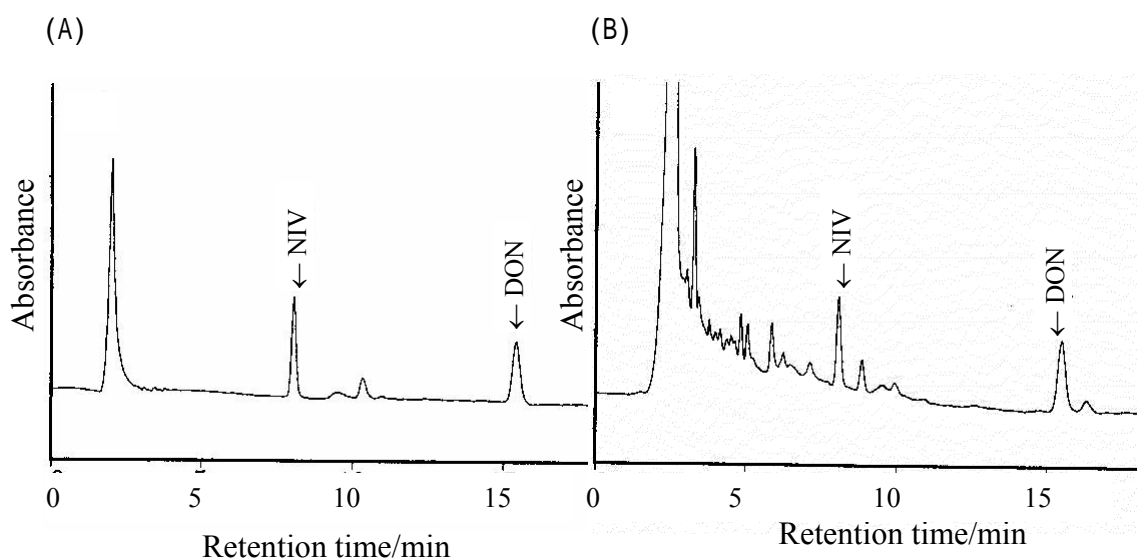 (A)
Absorbance
← NIV
← DON
0 5 10 15
Retention time/min
(B)
Absorbance
← NIV
← DON
0 5 10 15
Retention time/min